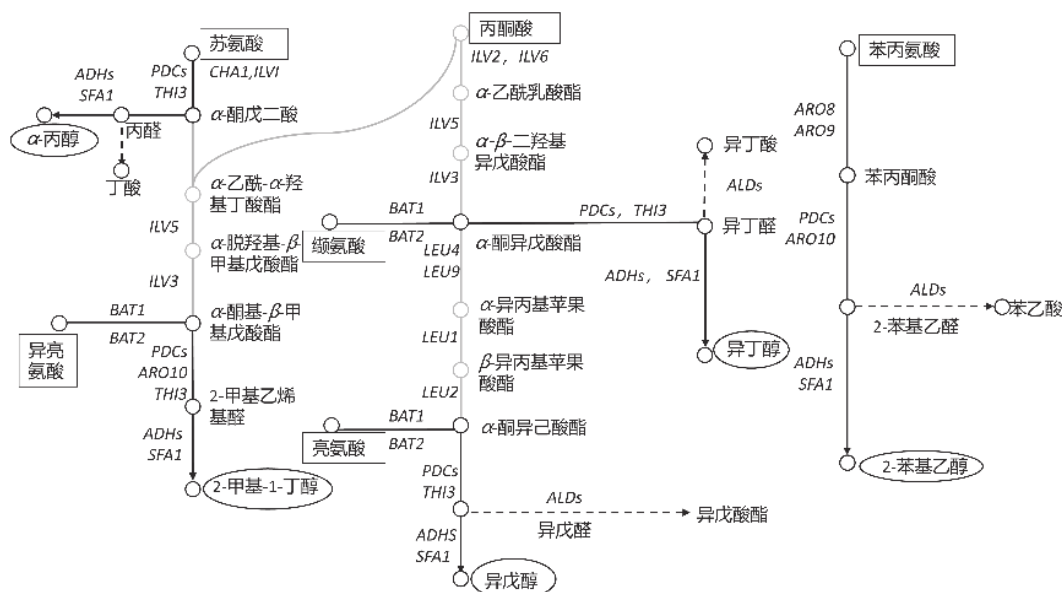 苏氨酸
PDCs
THI3
CHA1,ILVI
ADHs
SFA1
α-酮戊二酸
α-丙醇
丙醛
丁酸
α-乙酰-α-羟
基丁酸酯
ILV5
α-脱羟基-β-
甲基戊酸酯
ILV3
BAT1
BAT2
α-酮基-β-甲
基戊酸酯
异亮
氨酸
PDCs
ARO10
THI3
2-甲基乙烯
基醛
ADHs
SFA1
2-甲基-1-丁醇
丙酮酸
ILV2，ILV6
α-乙酰乳酸酯
ILV5
α-β-二羟基
异戊酸酯
ILV3
BAT1
BAT2
缬氨酸
α-酮异戊酸酯
LEU4
LEU9
PDCs，THI3
异丁酸
ALDs
异丁醛
ADHs，SFA1
异丁醇
α-异丙基苹果
酸酯
LEU1
β-异丙基苹果
酸酯
LEU2
BAT1
BAT2
亮氨酸
α-酮异己酸酯
PDCs
THI3
ALDs
异戊醛
异戊酸酯
ADHS
SFA1
异戊醇
苯丙氨酸
ARO8
ARO9
苯丙酮酸
PDCs
ARO10
ALDs
2-苯基乙醛
苯乙酸
ADHs
SFA1
2-苯基乙醇